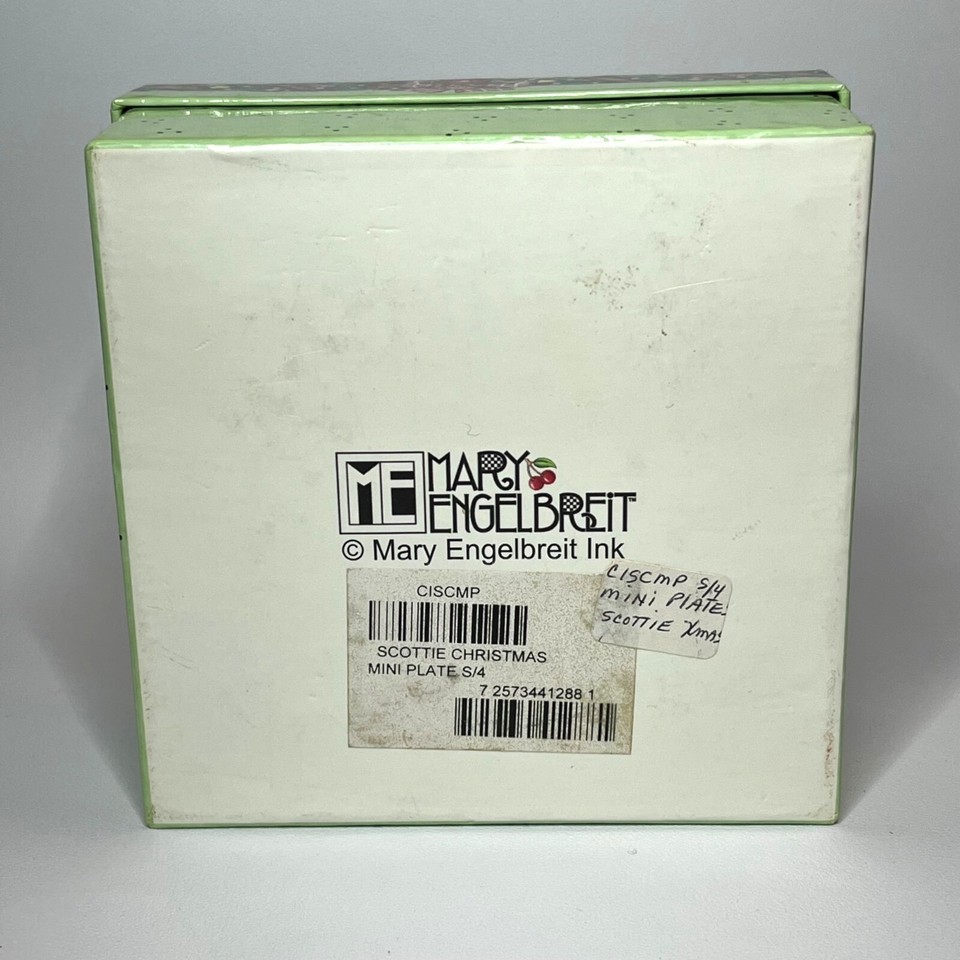 ME
MARY
ENGELBREIT™
© Mary Engelbreit Ink
CISCMP
SCOTTIE CHRISTMAS
MINI PLATE S/4
7 2573441288 1
CISCMP S/4
MINI PLATE
SCOTTIE Xmas